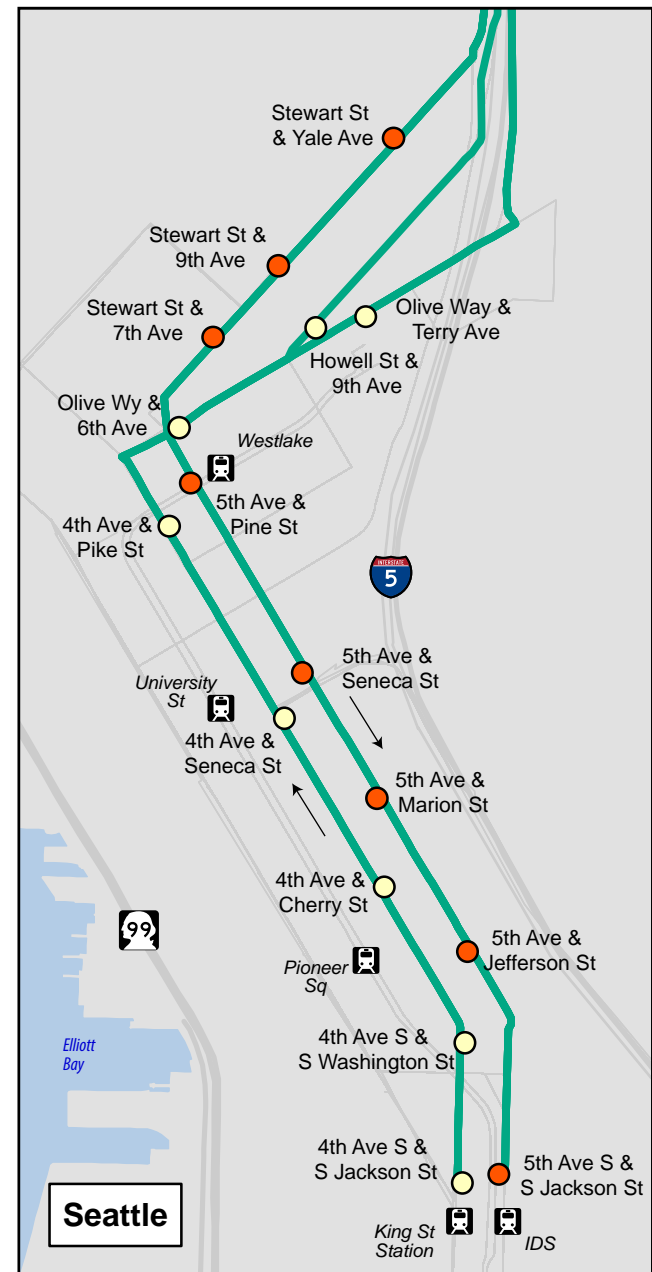 Stewart St
& Yale Ave
Stewart St &
9th Ave
Stewart St &
7th Ave
Olive Way &
Terry Ave
Howell St &
9th Ave
Olive Wy &
6th Ave
Westlake
5th Ave &
Pine St
4th Ave &
Pike St
INTERSTATE
5
5th Ave &
Seneca St
University
St
4th Ave &
Seneca St
5th Ave &
Marion St
4th Ave &
Cherry St
99
5th Ave &
Jefferson St
Pioneer
Sq
4th Ave S &
S Washington St
Elliott
Bay
4th Ave S &
S Jackson St
5th Ave S &
S Jackson St
Seattle
King St
Station
IDS